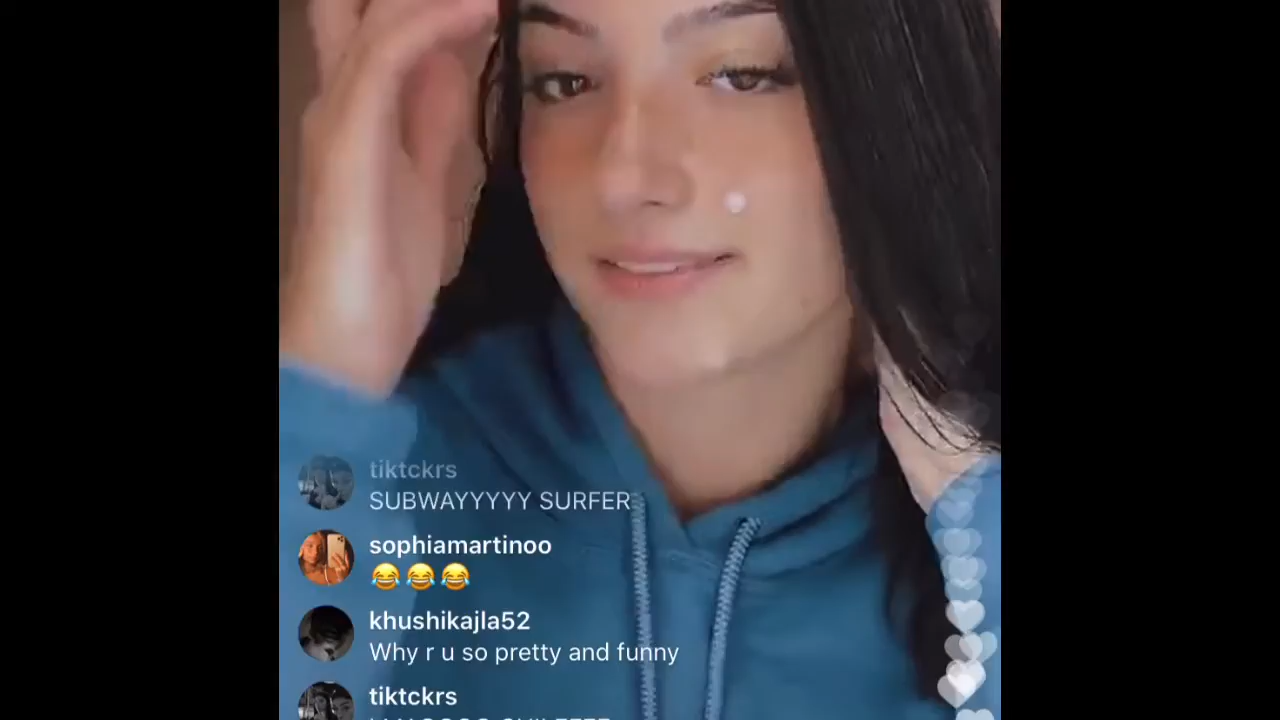 tiktckrs
SUBWAYYYYY SURFER
sophiamartinoo
😂😂😂
khushikajla52
Why r u so pretty and funny
tiktckrs